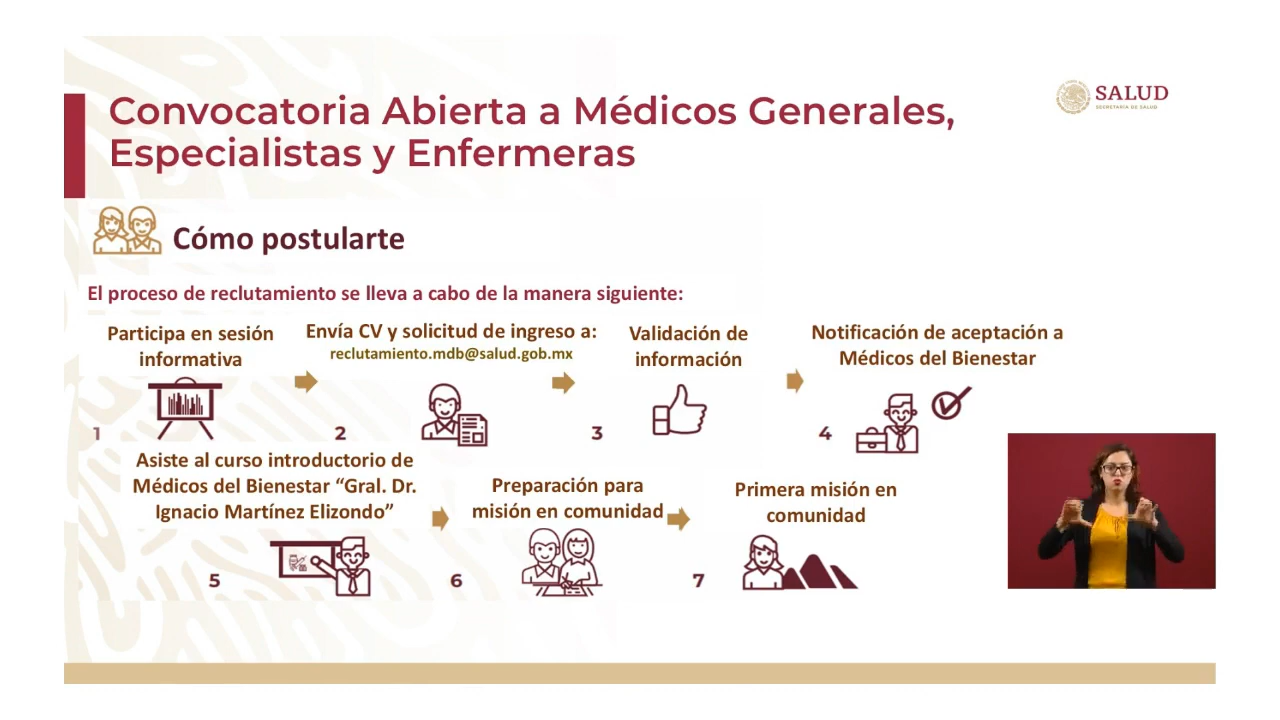 Convocatoria Abierta a Médicos Generales,
Especialistas y Enfermeras
SALUD
SECRETARÍA DE SALUD
Cómo postularte
El proceso de reclutamiento se lleva a cabo de la manera siguiente:
Participa en sesión
informativa
1
Envía CV y solicitud de ingreso a:
reclutamiento.mdb@salud.gob.mx
2
Validación de
información
3
Notificación de aceptación a
Médicos del Bienestar
4
Asiste al curso introductorio de
Médicos del Bienestar “Gral. Dr.
Ignacio Martínez Elizondo”
5
Preparación para
misión en comunidad
6
Primera misión en
comunidad
7